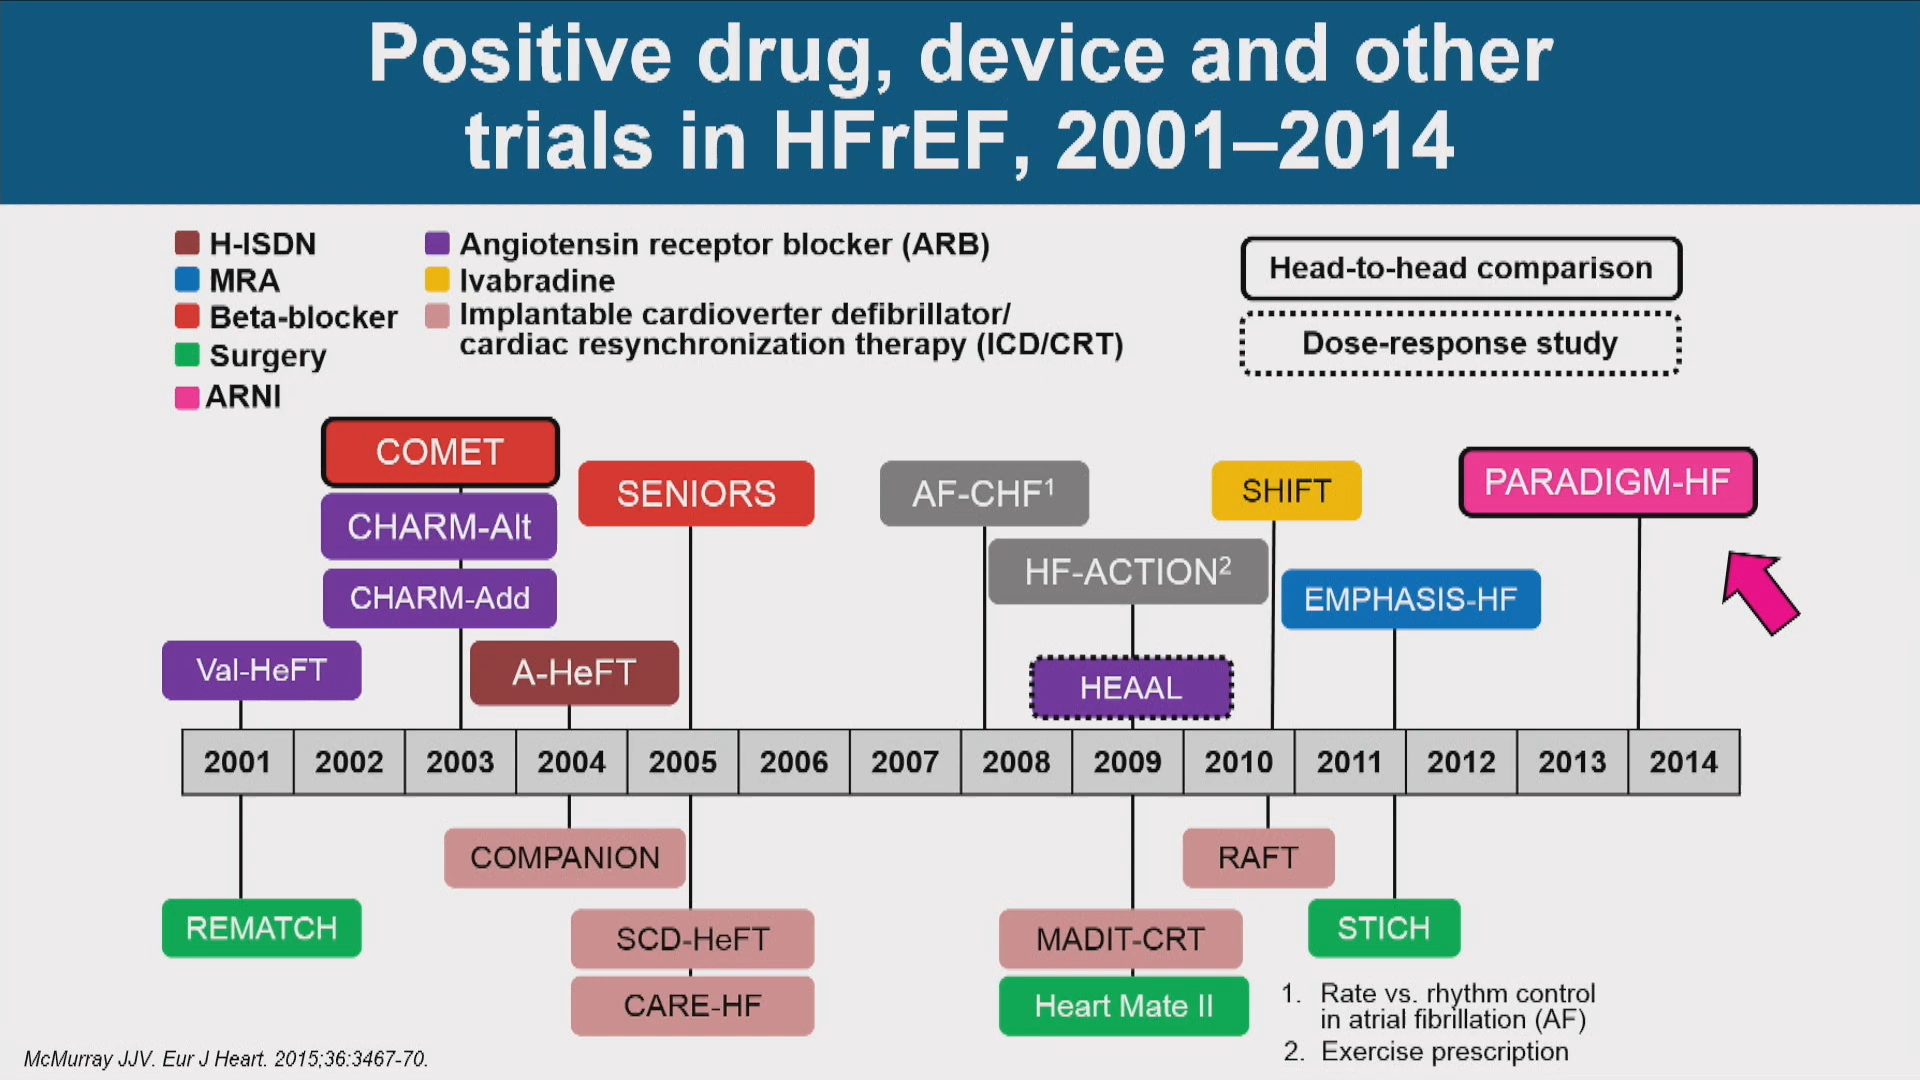 Positive drug, device and other
trials in HFrEF, 2001–2014
H-ISDN
MRA
Beta-blocker
Surgery
ARNI
Angiotensin receptor blocker (ARB)
Ivabradine
Implantable cardioverter defibrillator/
cardiac resynchronization therapy (ICD/CRT)
Head-to-head comparison
Dose-response study
COMET
CHARM-Alt
CHARM-Add
Val-HeFT
A-HeFT
SENIORS
AF-CHF¹
HF-ACTION²
HEAAL
SHIFT
EMPHASIS-HF
PARADIGM-HF
2001 2002 2003 2004 2005 2006 2007 2008 2009 2010 2011 2012 2013 2014
REMATCH
COMPANION
SCD-HeFT
CARE-HF
MADIT-CRT
Heart Mate II
RAFT
STICH
1. Rate vs. rhythm control
in atrial fibrillation (AF)
2. Exercise prescription
McMurray JJV. Eur J Heart. 2015;36:3467-70.